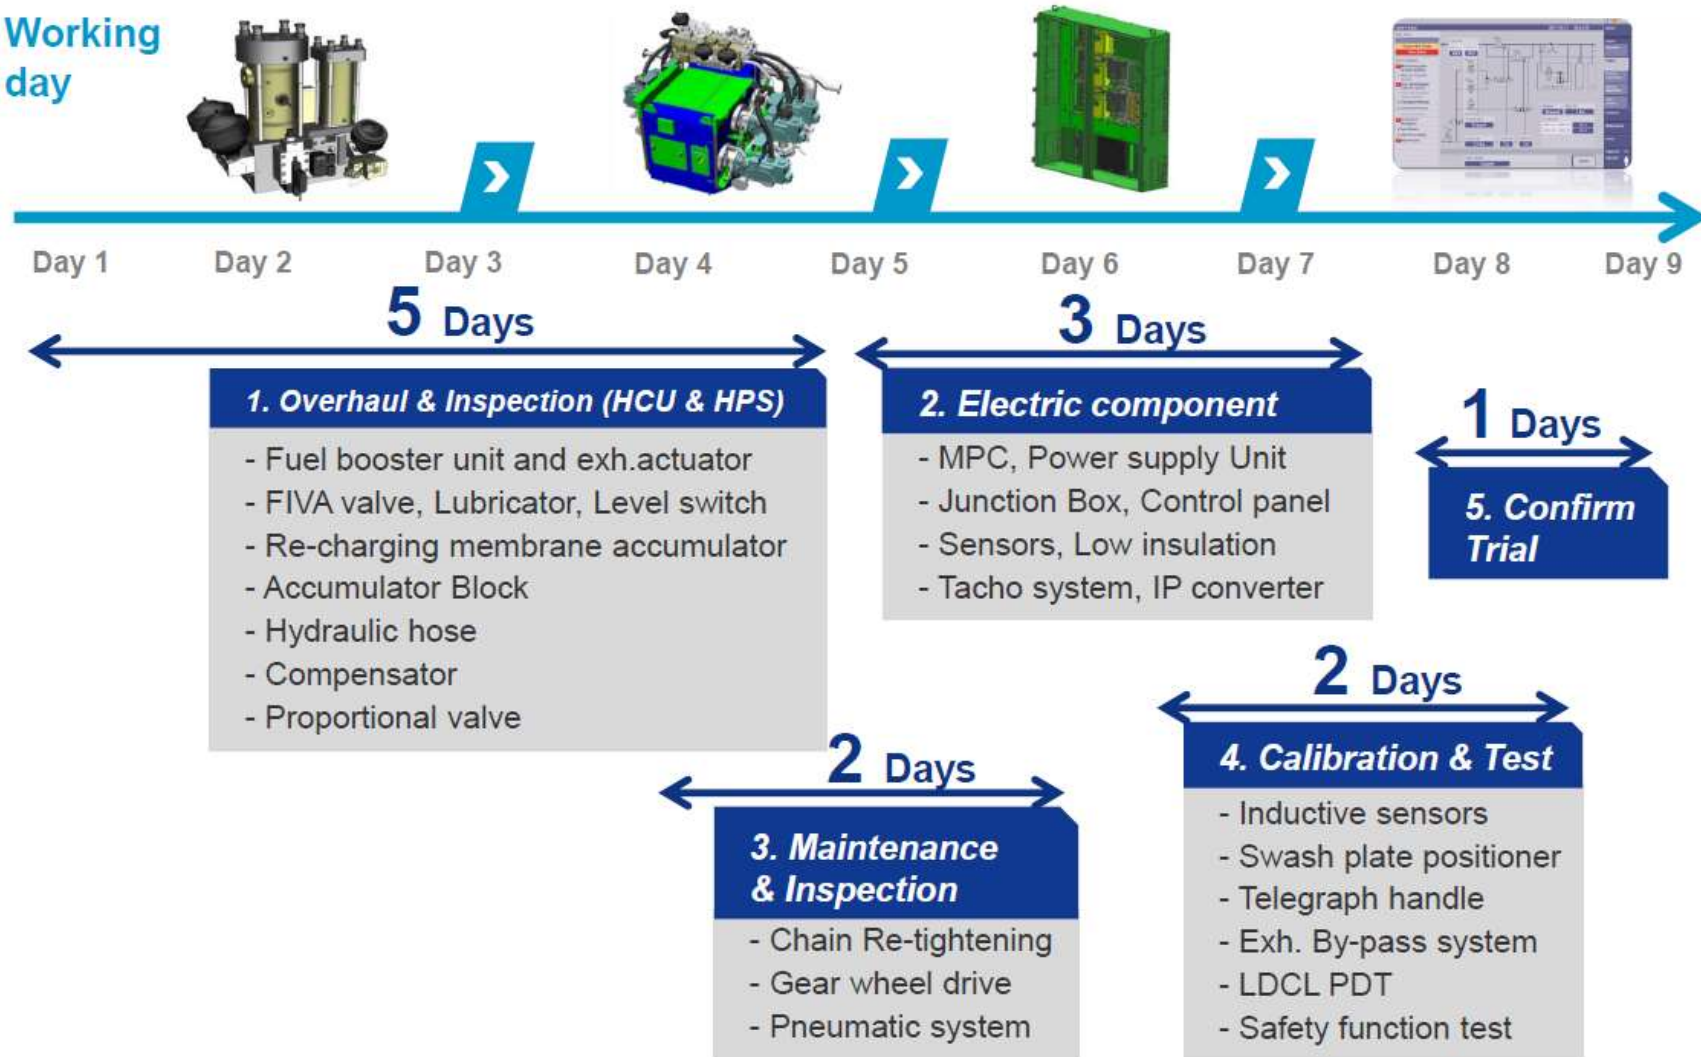 Working
day
Day 1
Day 2
Day 3
Day 4
Day 5
Day 6
Day 7
Day 8
Day 9
5 Days
1. Overhaul & Inspection (HCU & HPS)
- Fuel booster unit and exh.actuator
- FIVA valve, Lubricator, Level switch
- Re-charging membrane accumulator
- Accumulator Block
- Hydraulic hose
- Compensator
- Proportional valve
3 Days
2. Electric component
- MPC, Power supply Unit
- Junction Box, Control panel
- Sensors, Low insulation
- Tacho system, IP converter
1 Days
5. Confirm
Trial
2 Days
3. Maintenance
& Inspection
- Chain Re-tightening
- Gear wheel drive
- Pneumatic system
2 Days
4. Calibration & Test
- Inductive sensors
- Swash plate positioner
- Telegraph handle
- Exh. By-pass system
- LDCL PDT
- Safety function test